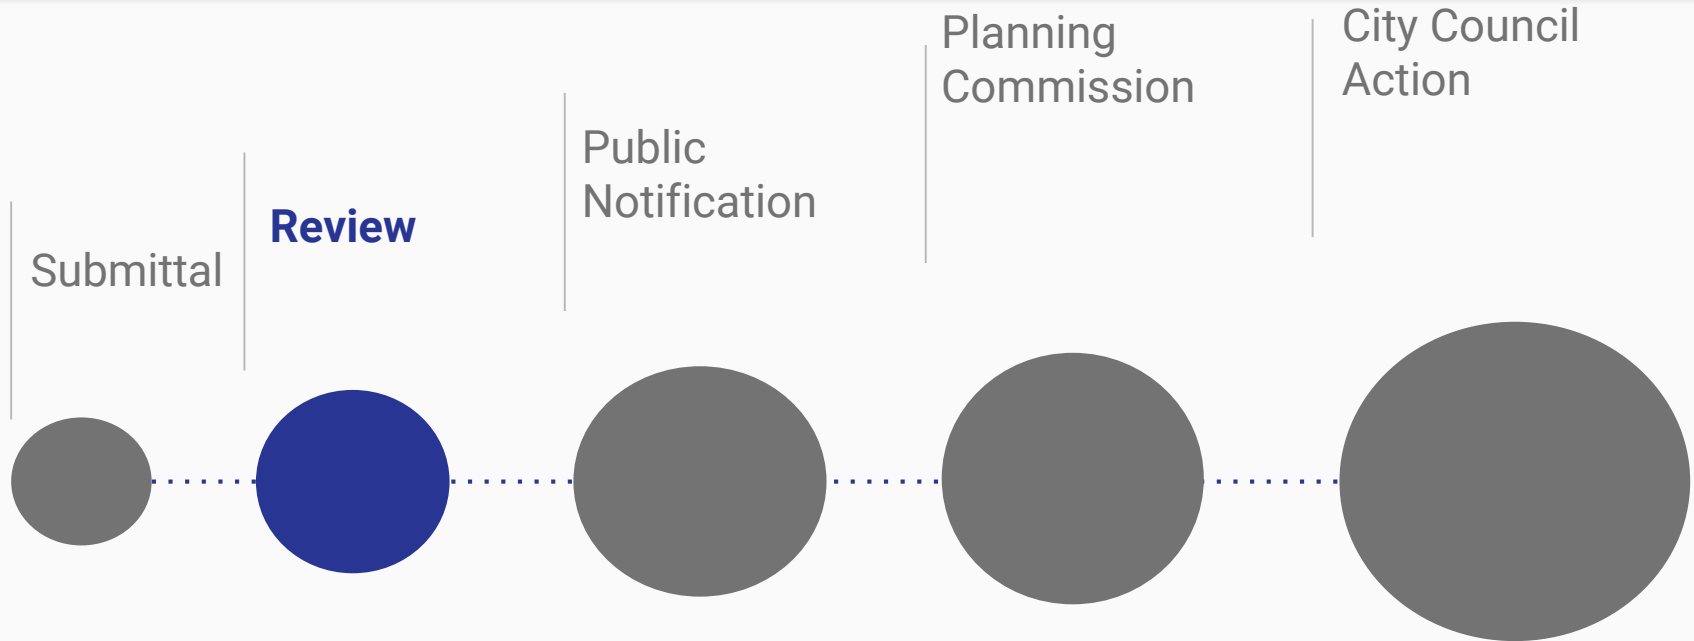 Submittal
Review
Public
Notification
Planning
Commission
City Council
Action